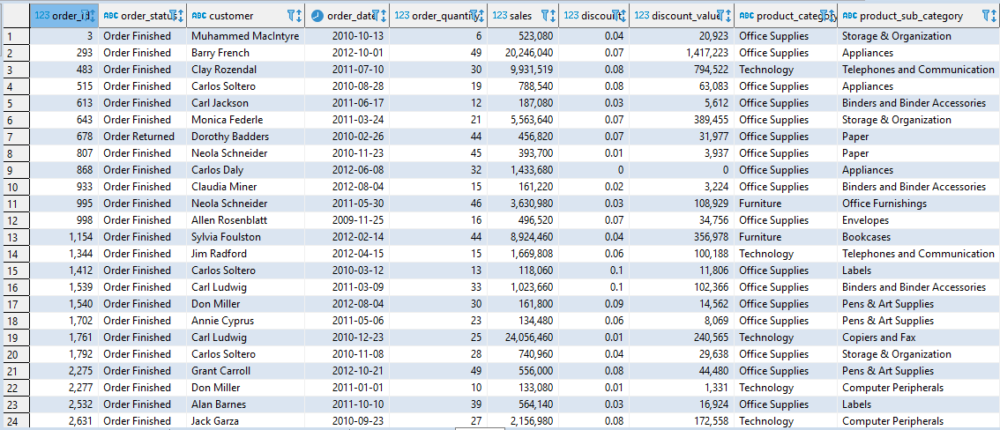 123 order_id ABC order_status ABC customer order_date 123 order_quantity 123 sales 123 discount 123 discount_value ABC product_category ABC product_sub_category
1 3 Order Finished Muhammed MacIntyre 2010-10-13 6 523,080 0.04 20,923 Office Supplies Storage & Organization
2 293 Order Finished Barry French 2012-10-01 49 20,246,040 0.07 1,417,223 Office Supplies Appliances
3 483 Order Finished Clay Rozendal 2011-07-10 30 9,931,519 0.08 794,522 Technology Telephones and Communication
4 515 Order Finished Carlos Soltero 2010-08-28 19 788,540 0.08 63,083 Office Supplies Appliances
5 613 Order Finished Carl Jackson 2011-06-17 12 187,080 0.03 5,612 Office Supplies Binders and Binder Accessories
6 643 Order Finished Monica Federle 2011-03-24 21 5,563,640 0.07 389,455 Office Supplies Storage & Organization
7 678 Order Returned Dorothy Badders 2010-02-26 44 456,820 0.07 31,977 Office Supplies Paper
8 807 Order Finished Neola Schneider 2010-11-23 45 393,700 0.01 3,937 Office Supplies Paper
9 868 Order Finished Carlos Daly 2012-06-08 32 1,433,680 0 0 Office Supplies Appliances
10 933 Order Finished Claudia Miner 2012-08-04 15 161,220 0.02 3,224 Office Supplies Binders and Binder Accessories
11 995 Order Finished Neola Schneider 2011-05-30 46 3,630,980 0.03 108,929 Furniture Office Furnishings
12 998 Order Finished Allen Rosenblatt 2009-11-25 16 496,520 0.07 34,756 Office Supplies Envelopes
13 1,154 Order Finished Sylvia Foulston 2012-02-14 44 8,924,460 0.04 356,978 Furniture Bookcases
14 1,344 Order Finished Jim Radford 2012-04-15 15 1,669,808 0.06 100,188 Technology Telephones and Communication
15 1,412 Order Finished Carlos Soltero 2010-03-12 13 118,060 0.1 11,806 Office Supplies Labels
16 1,539 Order Finished Carl Ludwig 2011-03-09 33 1,023,660 0.1 102,366 Office Supplies Binders and Binder Accessories
17 1,540 Order Finished Don Miller 2012-08-04 30 161,800 0.09 14,562 Office Supplies Pens & Art Supplies
18 1,702 Order Finished Annie Cyprus 2011-05-06 23 134,480 0.06 8,069 Office Supplies Pens & Art Supplies
19 1,761 Order Finished Carl Ludwig 2010-12-23 25 24,056,460 0.01 240,565 Technology Copiers and Fax
20 1,792 Order Finished Carlos Soltero 2010-11-08 28 740,960 0.04 29,638 Office Supplies Storage & Organization
21 2,275 Order Finished Grant Carroll 2012-10-21 49 556,000 0.08 44,480 Office Supplies Pens & Art Supplies
22 2,277 Order Finished Don Miller 2011-01-01 10 133,080 0.01 1,331 Technology Computer Peripherals
23 2,532 Order Finished Alan Barnes 2011-10-10 39 564,140 0.03 16,924 Office Supplies Labels
24 2,631 Order Finished Jack Garza 2010-09-23 27 2,156,980 0.08 172,558 Technology Computer Peripherals